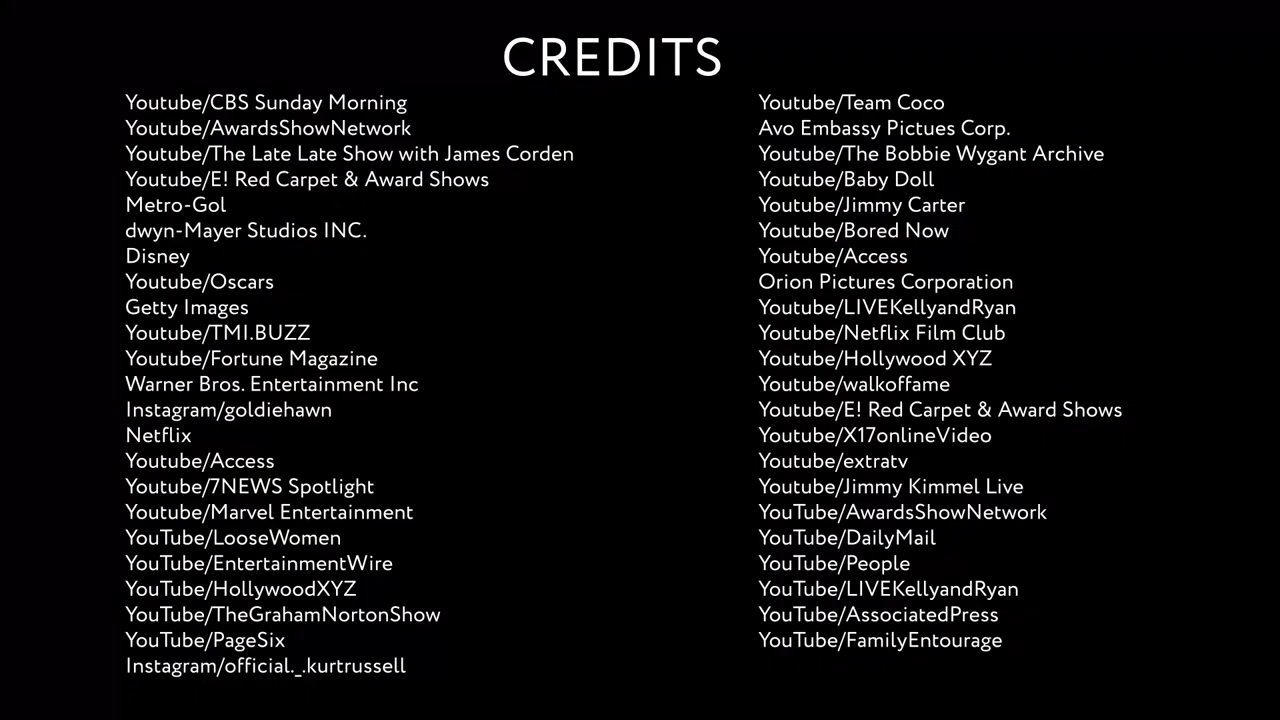 CREDITS
Youtube/CBS Sunday Morning
Youtube/AwardsShowNetwork
Youtube/The Late Late Show with James Corden
Youtube/E! Red Carpet & Award Shows
Metro-Gol
dwyn-Mayer Studios INC.
Disney
Youtube/Oscars
Getty Images
Youtube/TMI.BUZZ
Youtube/Fortune Magazine
Warner Bros. Entertainment Inc
Instagram/goldiehawn
Netflix
Youtube/Access
Youtube/7NEWS Spotlight
Youtube/Marvel Entertainment
YouTube/LooseWomen
YouTube/EntertainmentWire
YouTube/HollywoodXYZ
YouTube/TheGrahamNortonShow
YouTube/PageSix
Instagram/official._.kurtrussell
Youtube/Team Coco
Avo Embassy Pictues Corp.
Youtube/The Bobbie Wygant Archive
Youtube/Baby Doll
Youtube/Jimmy Carter
Youtube/Bored Now
Youtube/Access
Orion Pictures Corporation
Youtube/LIVEKellyandRyan
Youtube/Netflix Film Club
Youtube/Hollywood XYZ
Youtube/walkoffame
Youtube/E! Red Carpet & Award Shows
Youtube/X17onlineVideo
Youtube/extratv
Youtube/Jimmy Kimmel Live
YouTube/AwardsShowNetwork
YouTube/DailyMail
YouTube/People
YouTube/LIVEKellyandRyan
YouTube/AssociatedPress
YouTube/FamilyEntourage